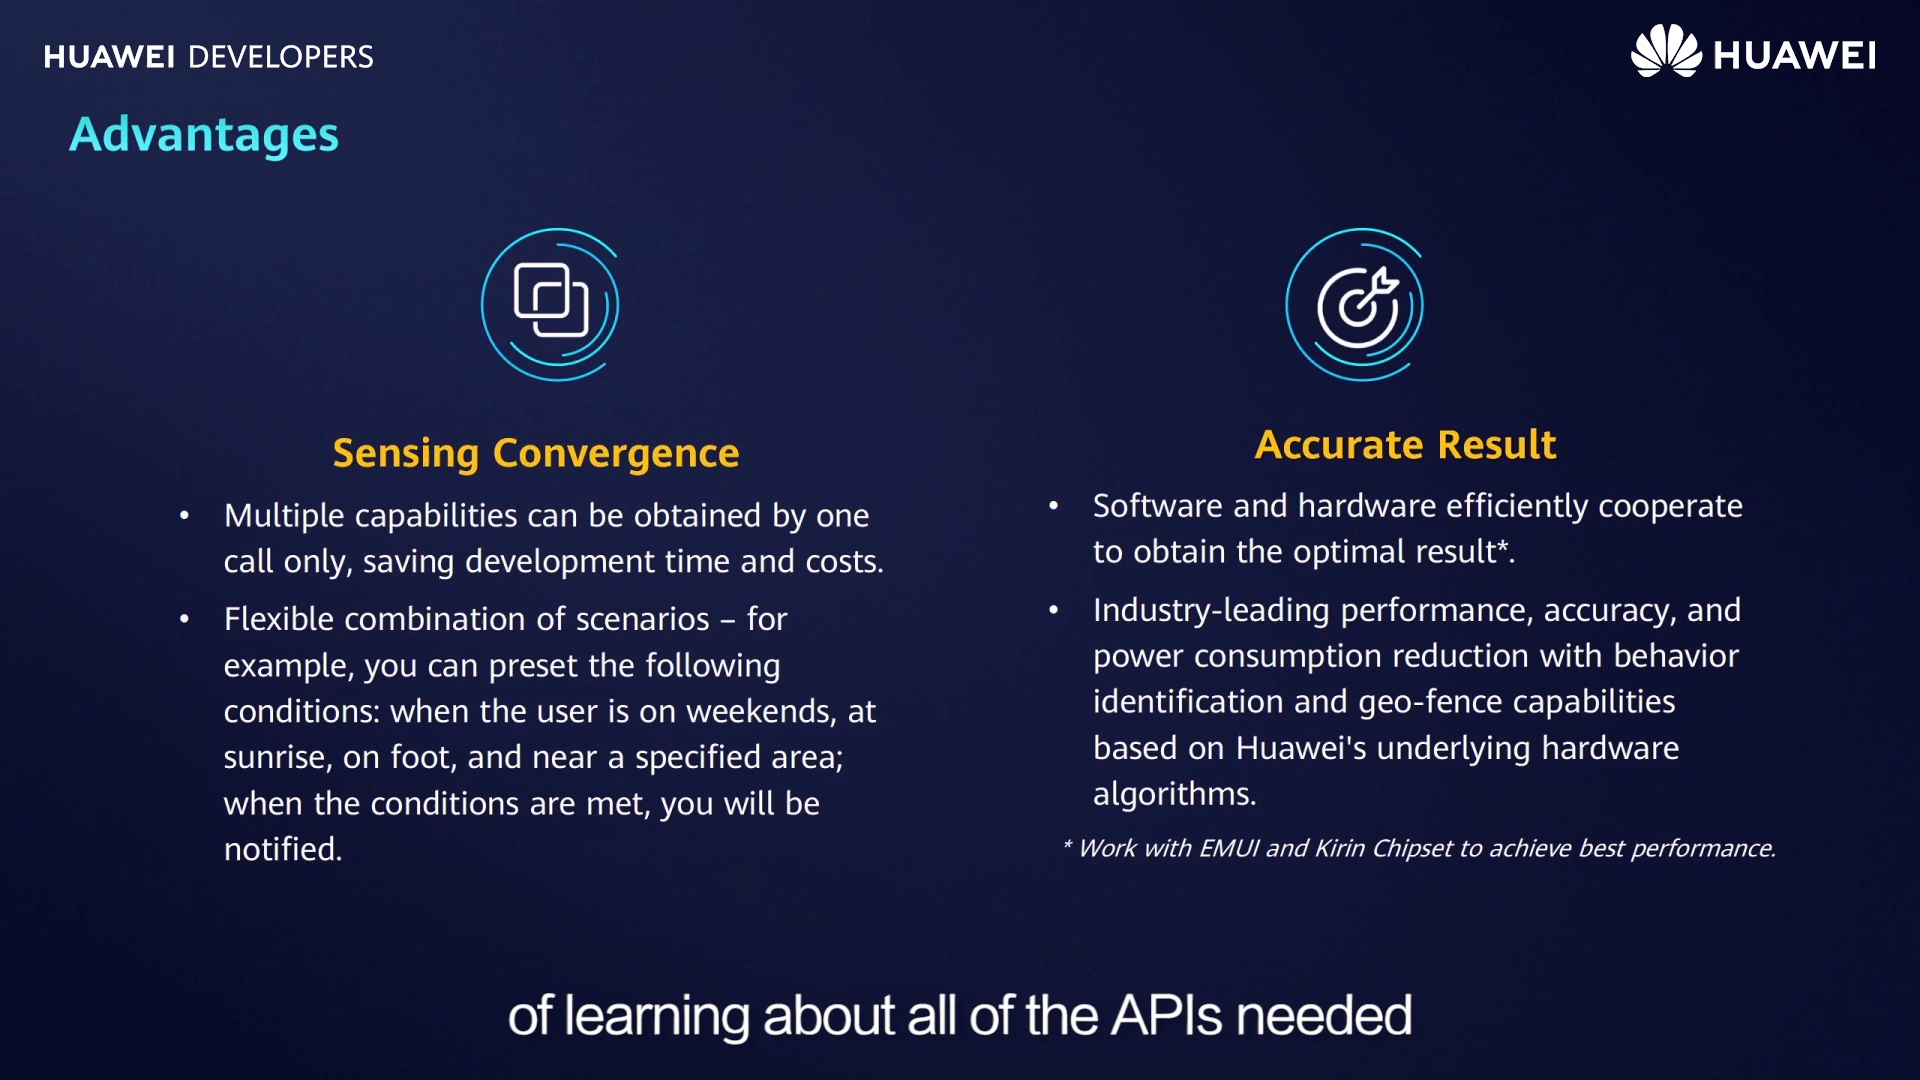 HUAWEI DEVELOPERS
HUAWEI
Advantages
Sensing Convergence
• Multiple capabilities can be obtained by one
call only, saving development time and costs.
• Flexible combination of scenarios – for
example, you can preset the following
conditions: when the user is on weekends, at
sunrise, on foot, and near a specified area;
when the conditions are met, you will be
notified.
Accurate Result
• Software and hardware efficiently cooperate
to obtain the optimal result*.
• Industry-leading performance, accuracy, and
power consumption reduction with behavior
identification and geo-fence capabilities
based on Huawei's underlying hardware
algorithms.
* Work with EMUI and Kirin Chipset to achieve best performance.
of learning about all of the APIs needed